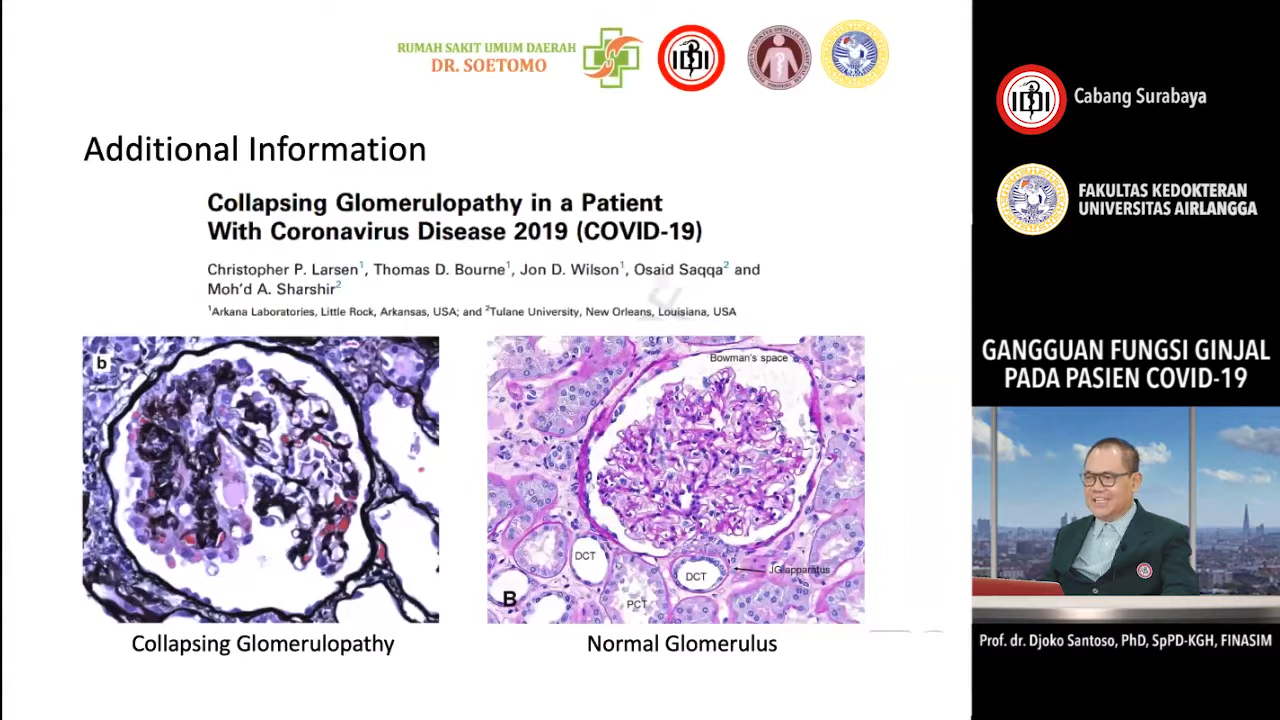 RUMAH SAKIT UMUM DAERAH
DR. SOETOMO
IDI
Additional Information
Collapsing Glomerulopathy in a Patient
With Coronavirus Disease 2019 (COVID-19)
Christopher P. Larsen1, Thomas D. Bourne1, Jon D. Wilson1, Osaid Saqqa2 and
Moh'd A. Sharshir2
1Arkana Laboratories, Little Rock, Arkansas, USA; and 2Tulane University, New Orleans, Louisiana, USA
b
Bowman's space
DCT
DCT
JG apparatus
PCT
B
Collapsing Glomerulopathy
Normal Glomerulus
IDI
Cabang Surabaya
FAKULTAS KEDOKTERAN
UNIVERSITAS AIRLANGGA
GANGGUAN FUNGSI GINJAL
PADA PASIEN COVID-19
Prof. dr. Djoko Santoso, PhD, SpPD-KGH, FINASIM